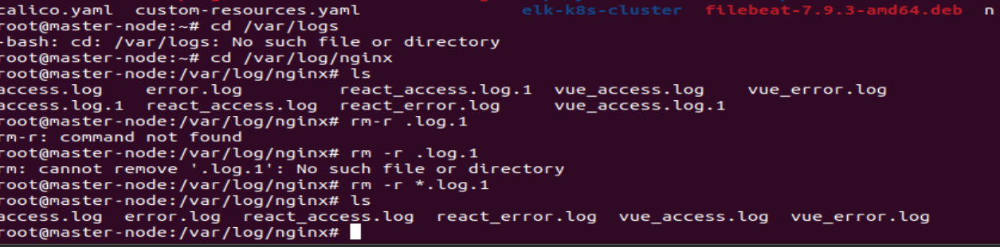 calico.yaml  custom-resources.yaml                   elk-k8s-cluster  filebeat-7.9.3-amd64.deb  n
root@master-node:~# cd /var/logs
-bash: cd: /var/logs: No such file or directory
root@master-node:~# cd /var/log/nginx
root@master-node:/var/log/nginx# ls
access.log    error.log         react_access.log.1  vue_access.log    vue_error.log
access.log.1  react_access.log  react_error.log     vue_access.log.1
root@master-node:/var/log/nginx# rm-r .log.1
rm-r: command not found
root@master-node:/var/log/nginx# rm -r .log.1
rm: cannot remove '.log.1': No such file or directory
root@master-node:/var/log/nginx# rm -r *.log.1
root@master-node:/var/log/nginx# ls
access.log  error.log  react_access.log  react_error.log  vue_access.log  vue_error.log
root@master-node:/var/log/nginx#